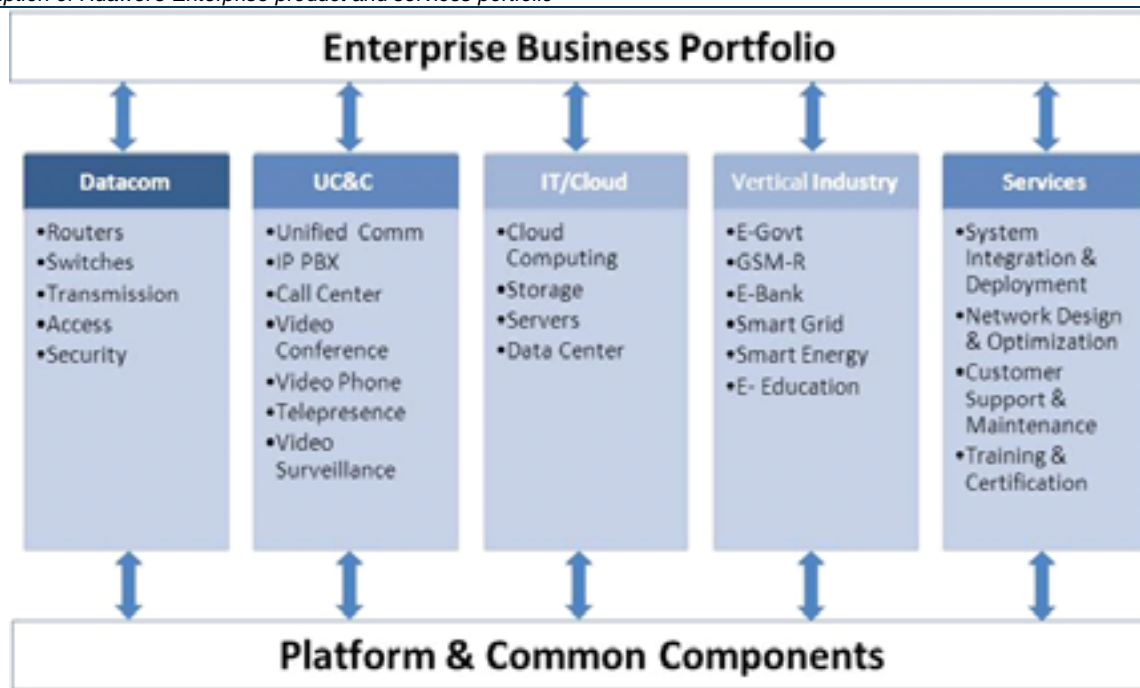 Enterprise Business Portfolio
Datacom
•Routers
•Switches
•Transmission
•Access
•Security
UC&C
•Unified Comm
•IP PBX
•Call Center
•Video
Conference
•Video Phone
•Telepresence
•Video
Surveillance
IT/Cloud
•Cloud
Computing
•Storage
•Servers
•Data Center
Vertical Industry
•E-Govt
•GSM-R
•E-Bank
•Smart Grid
•Smart Energy
•E- Education
Services
•System
Integration &
Deployment
•Network Design
& Optimization
•Customer
Support &
Maintenance
•Training &
Certification
Platform & Common Components